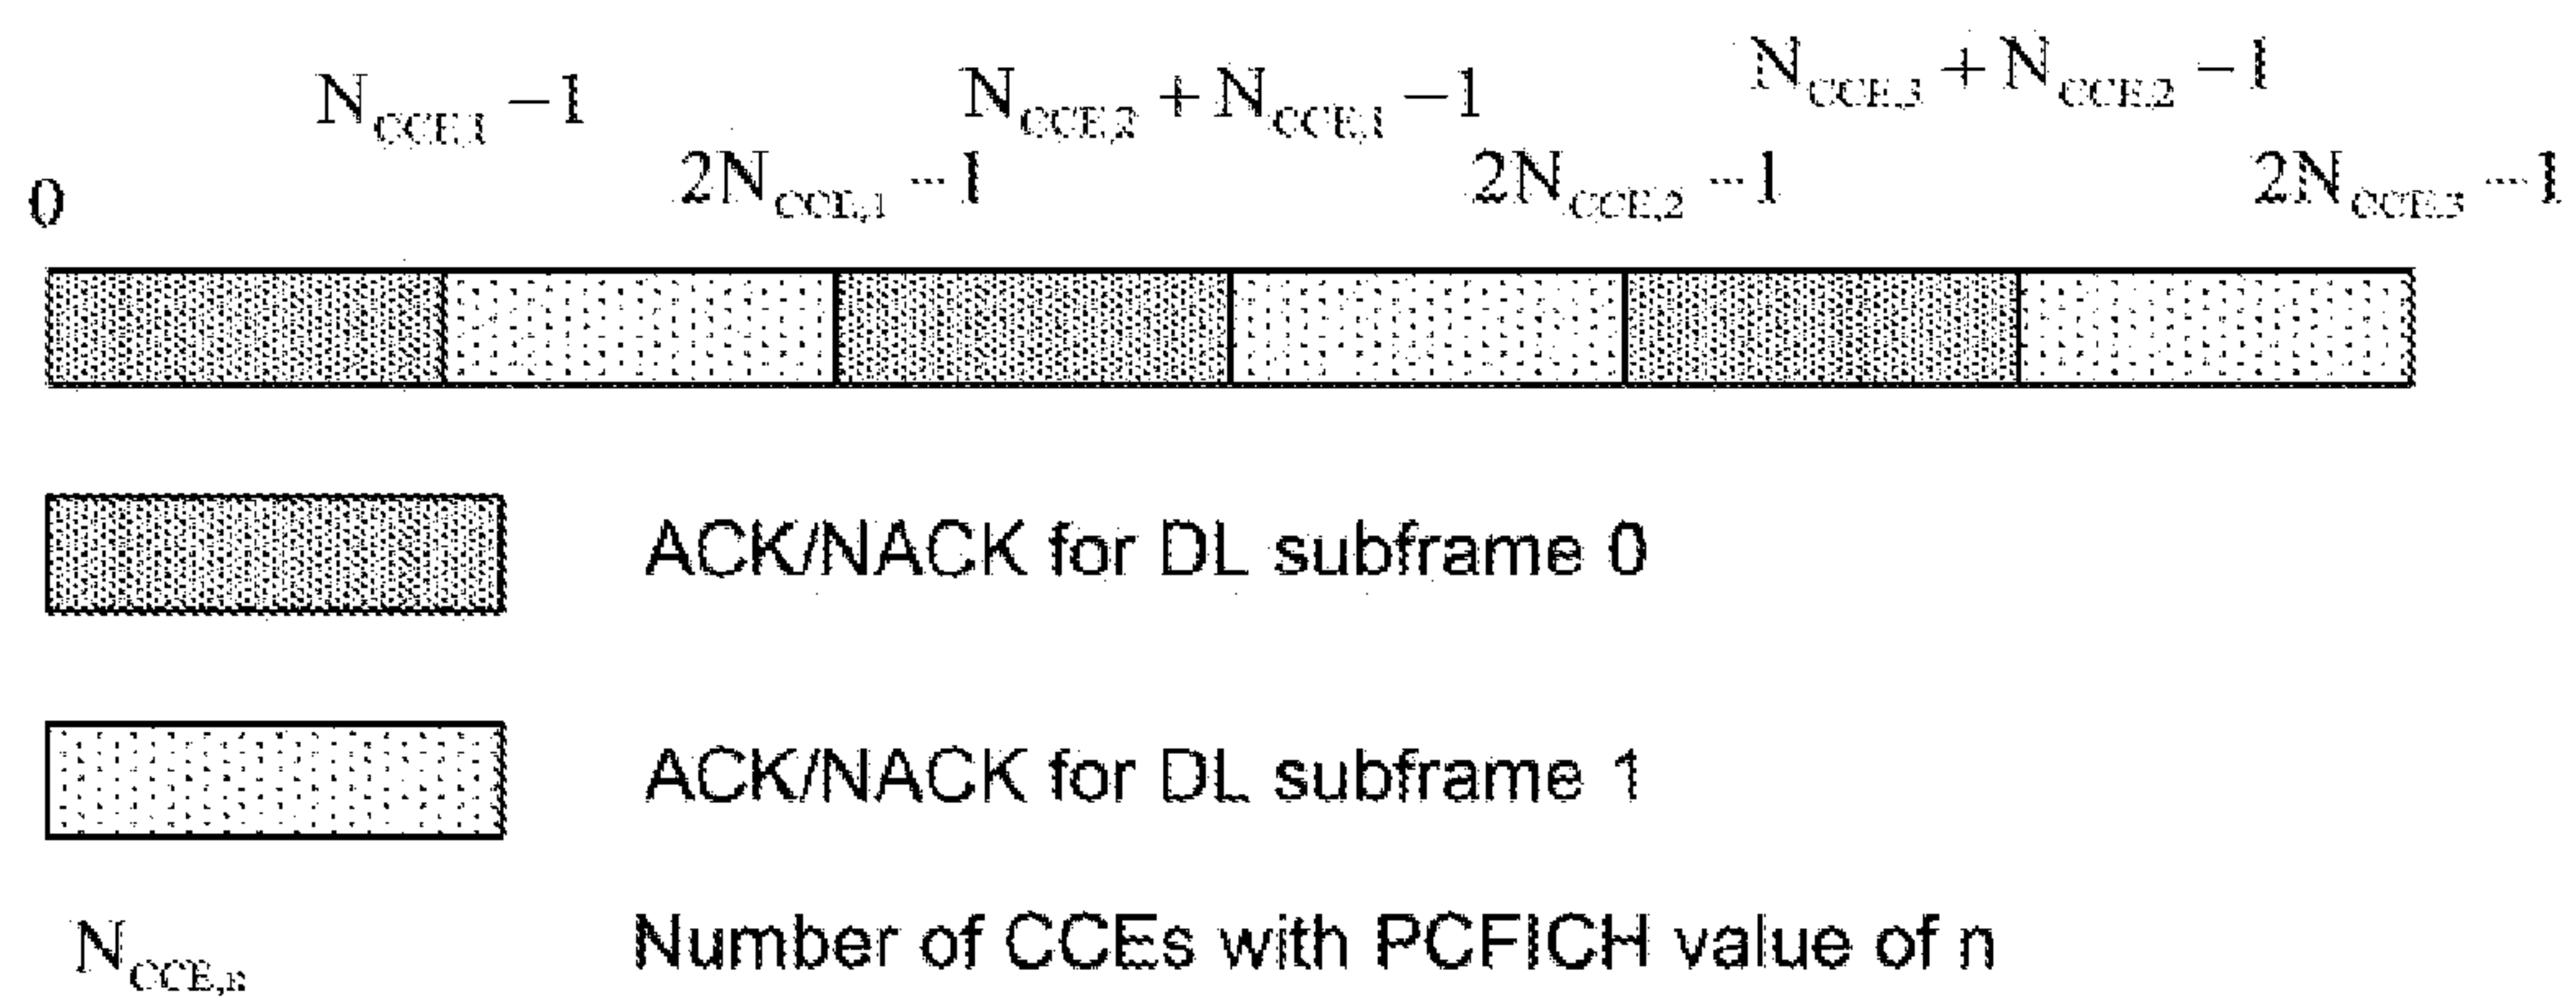 N_CCE,1 −1
N_CCE,2 + N_CCE,1 −1
N_CCE,3 + N_CCE,2 −1
0
2N_CCE,1 −1
2N_CCE,2 −1
2N_CCE,3 −1
ACK/NACK for DL subframe 0
ACK/NACK for DL subframe 1
N_CCE,n Number of CCEs with PCFICH value of n